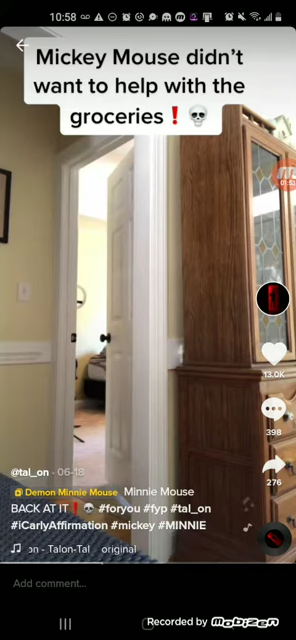 10:58
Mickey Mouse didn't
want to help with the
groceries❗💀
01:53
13.0K
398
276
@tal_on · 06-18
Demon Minnie Mouse Minnie Mouse
BACK AT IT❗💀 #foryou #fyp #tal_on
#iCarlyAffirmation #mickey #MINNIE
on - Talon-Tal original
Add comment...
Recorded by Mobizen